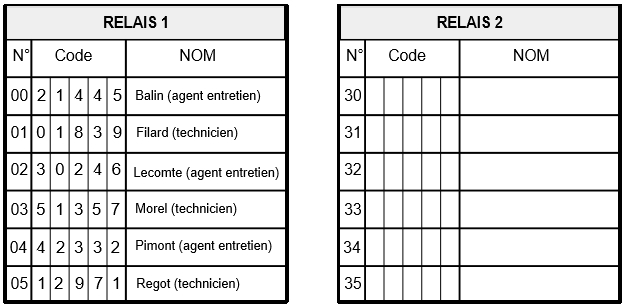 RELAIS 1
N° Code NOM
00 2 1 4 4 5 Balin (agent entretien)
01 0 1 8 3 9 Filard (technicien)
02 3 0 2 4 6 Lecomte (agent entretien)
03 5 1 3 5 7 Morel (technicien)
04 4 2 3 3 2 Pimont (agent entretien)
05 1 2 9 7 1 Regot (technicien)
RELAIS 2
N° Code NOM
30
31
32
33
34
35